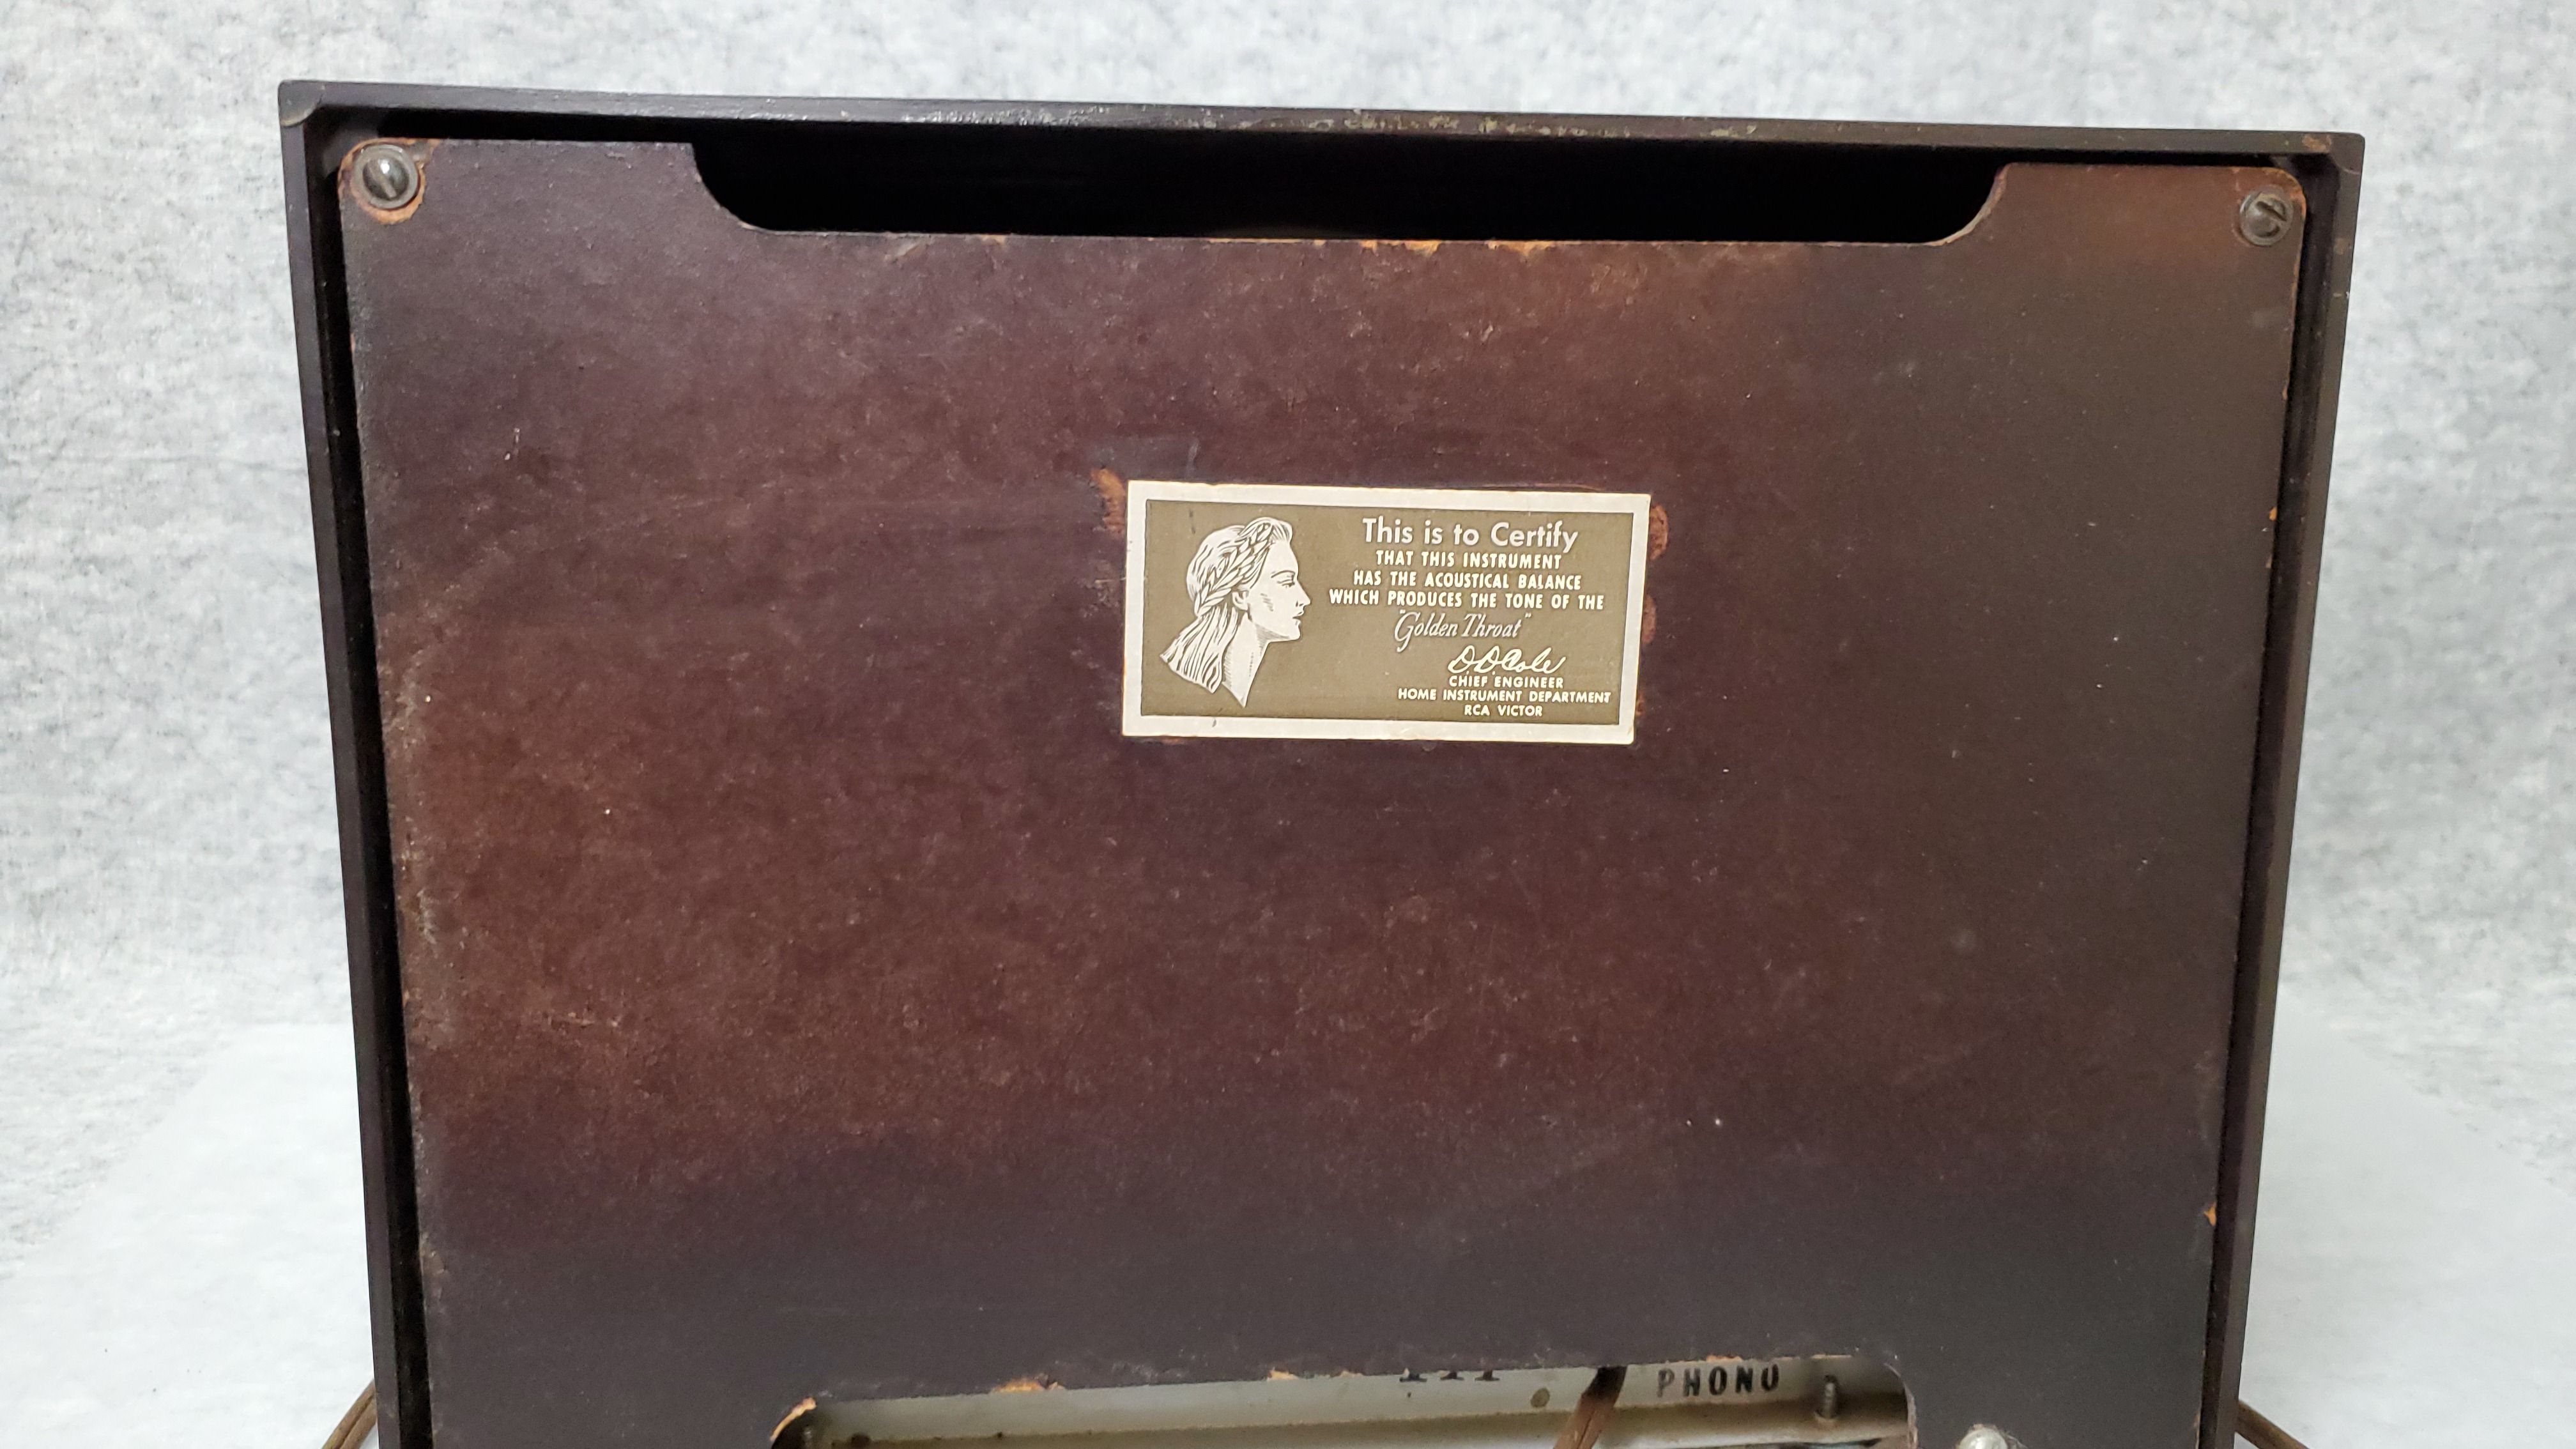 This is to Certify
THAT THIS INSTRUMENT
HAS THE ACOUSTICAL BALANCE
WHICH PRODUCES THE TONE OF THE
"Golden Throat"
D D Cole
CHIEF ENGINEER
HOME INSTRUMENT DEPARTMENT
RCA VICTOR
PHONO